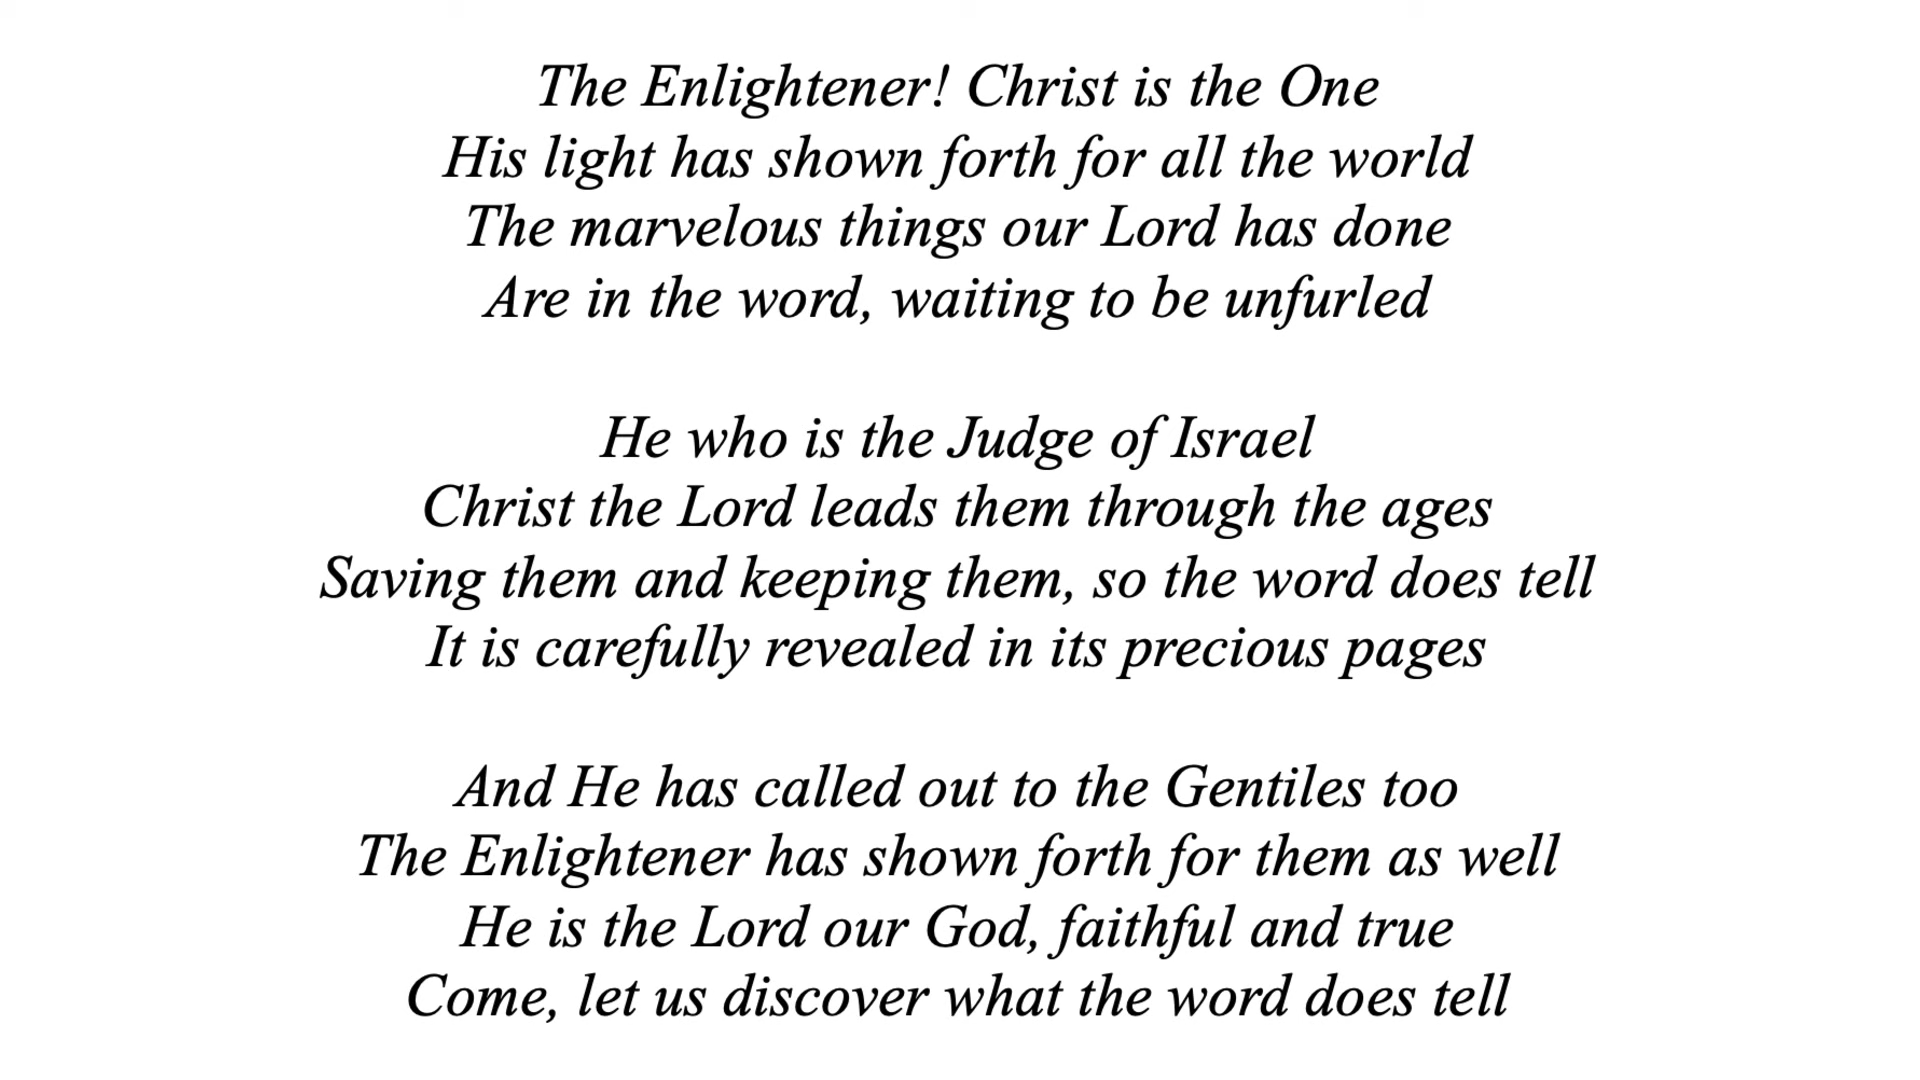 The Enlightener! Christ is the One
His light has shown forth for all the world
The marvelous things our Lord has done
Are in the word, waiting to be unfurled
He who is the Judge of Israel
Christ the Lord leads them through the ages
Saving them and keeping them, so the word does tell
It is carefully revealed in its precious pages
And He has called out to the Gentiles too
The Enlightener has shown forth for them as well
He is the Lord our God, faithful and true
Come, let us discover what the word does tell